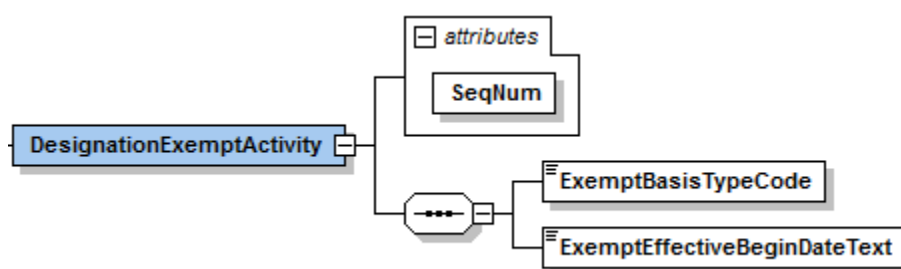 attributes
SeqNum
DesignationExemptActivity
ExemptBasisTypeCode
ExemptEffectiveBeginDateText